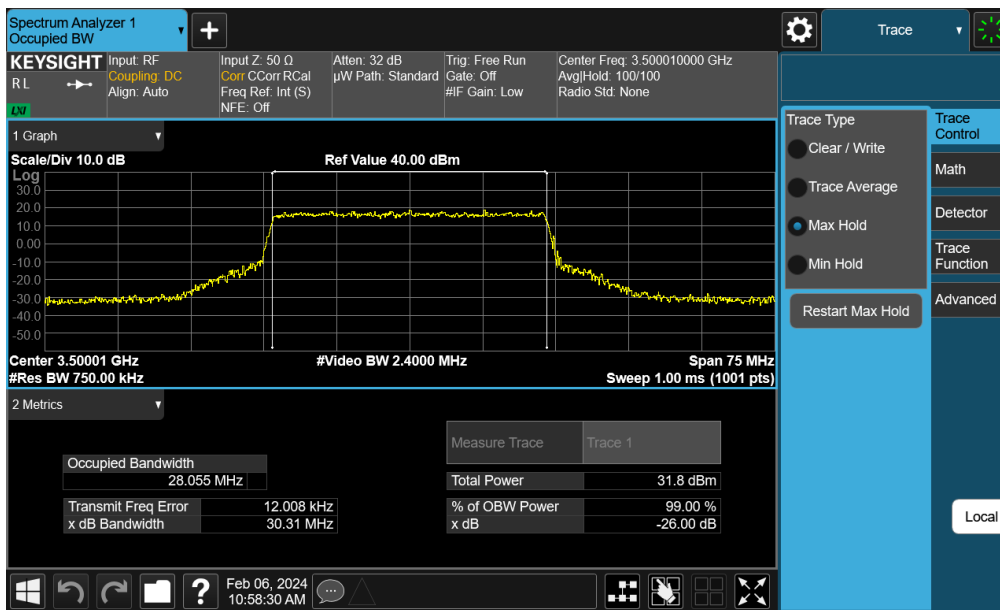 Spectrum Analyzer 1
Occupied BW
Trace
KEYSIGHT
R L
LXI
Input: RF
Coupling: DC
Align: Auto
Input Z: 50 Ω
Corr CCorr RCal
Freq Ref: Int (S)
NFE: Off
Atten: 32 dB
µW Path: Standard
Trig: Free Run
Gate: Off
#IF Gain: Low
Center Freq: 3.500010000 GHz
Avg|Hold: 100/100
Radio Std: None
1 Graph
Scale/Div 10.0 dB
Ref Value 40.00 dBm
Log
30.0
20.0
10.0
0.00
-10.0
-20.0
-30.0
-40.0
-50.0
Center 3.50001 GHz
#Video BW 2.4000 MHz
Span 75 MHz
#Res BW 750.00 kHz
Sweep 1.00 ms (1001 pts)
2 Metrics
Measure Trace
Trace 1
Occupied Bandwidth
28.055 MHz
Total Power
31.8 dBm
Transmit Freq Error
12.008 kHz
% of OBW Power
99.00 %
x dB Bandwidth
30.31 MHz
x dB
-26.00 dB
Trace Type
Clear / Write
Trace Average
Max Hold
Min Hold
Restart Max Hold
Trace
Control
Math
Detector
Trace
Function
Advanced
Local
?
Feb 06, 2024
10:58:30 AM